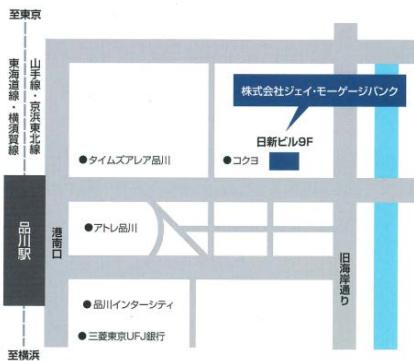 至東京
山手線・京浜東北線
東海道線・横須賀線
株式会社ジェイ・モーゲージバンク
日新ビル9F
●タイムズアレア品川
●コクヨ
品川駅
港南口
●アトレ品川
旧海岸通り
●品川インターシティ
●三菱東京UFJ銀行
至横浜